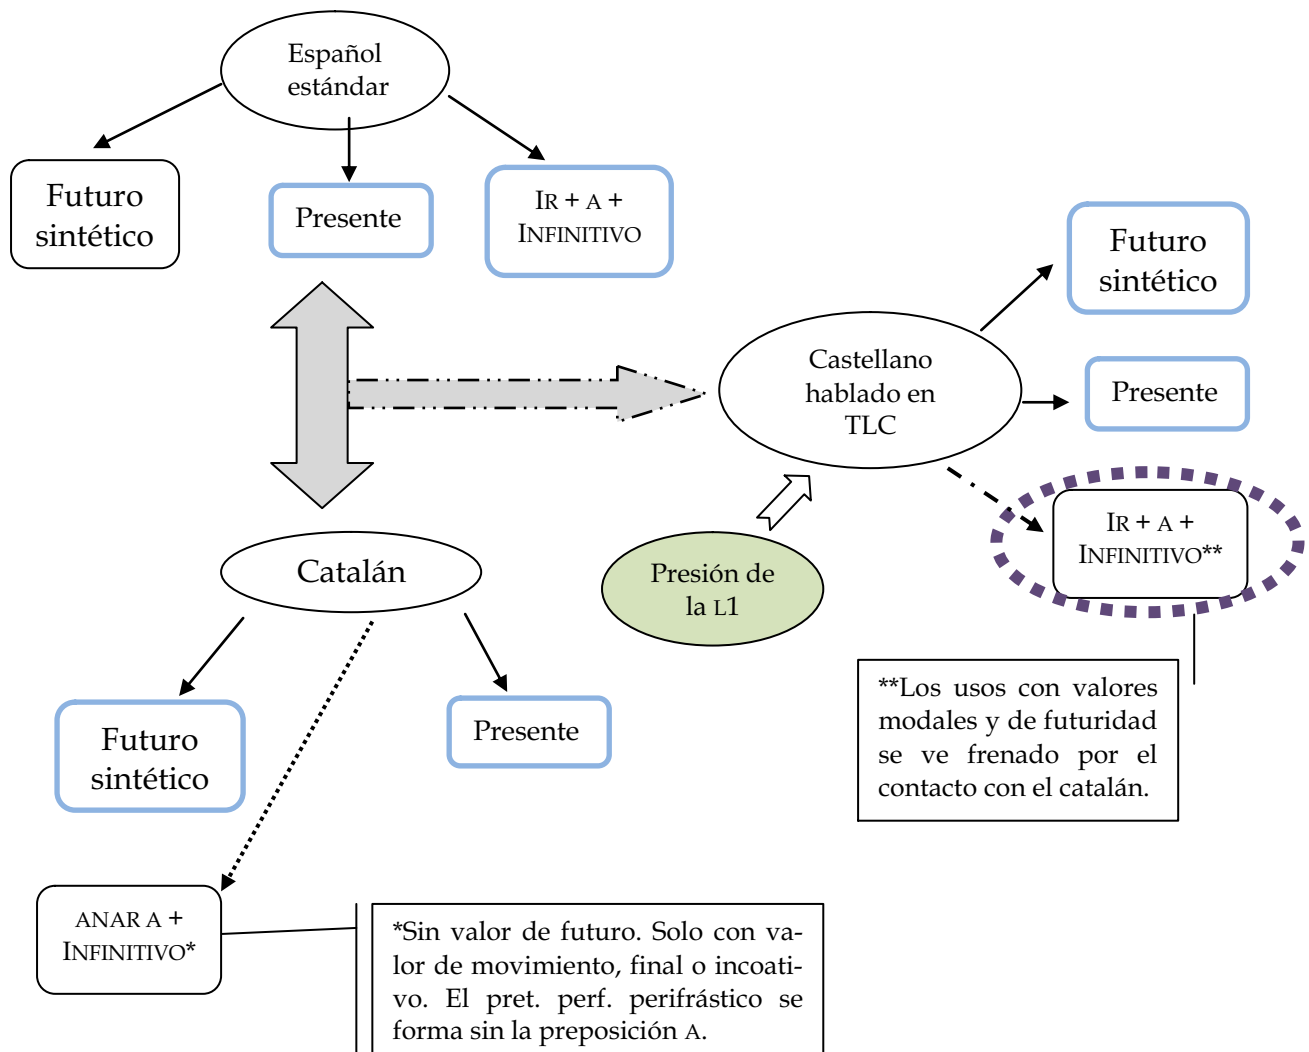 Español
estándar
Futuro
sintético
Presente
IR + A +
INFINITIVO
Futuro
sintético
Castellano
hablado en
TLC
Presente
IR + A +
INFINITIVO**
Catalán
Presión de
la L1
**Los usos con valores
modales y de futuridad
se ve frenado por el
contacto con el catalán.
Futuro
sintético
Presente
ANAR A +
INFINITIVO*
*Sin valor de futuro. Solo con va-
lor de movimiento, final o incoati-
vo. El pret. perf. perifrástico se
forma sin la preposición A.